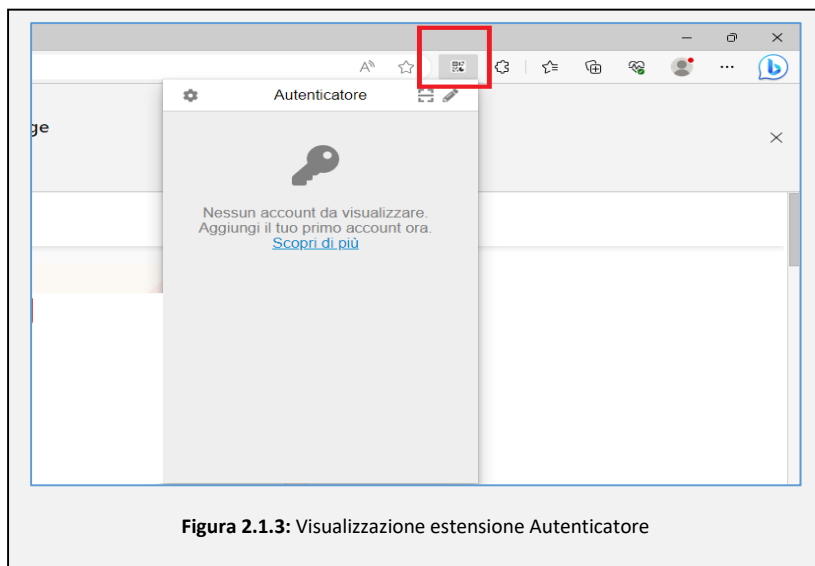 A»
ge
Autenticatore
Nessun account da visualizzare.
Aggiungi il tuo primo account ora.
Scopri di più
Figura 2.1.3: Visualizzazione estensione Autenticatore